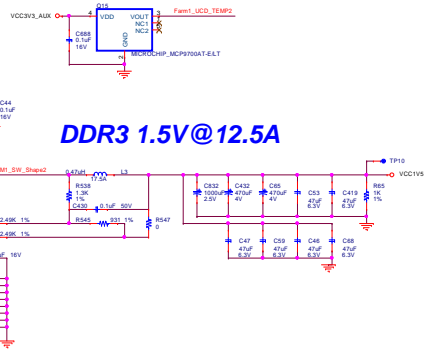 Q15
VCC3V3_AUX
4
VDD
VOUT
3
Farm1_UCD_TEMP2
NC1
NC2
GND
2
C688
0.1uF
16V
MICROCHIP_MCP9700AT-E/LT
C44
0.1uF
16V
DDR3 1.5V@12.5A
TP10
M1_SW_Shape2
0.47uH
L3
17.5A
VCC1V5
R538
1.3K
1%
C832
1000uF
2.5V
C432
470uF
4V
C65
470uF
4V
C53
47uF
6.3V
C419
47uF
6.3V
R65
1K
1%
C430
0.1uF
50V
2.49K 1%
R545
931 1%
R547
0
2.49K 1%
C47
47uF
6.3V
C59
47uF
6.3V
C46
47uF
6.3V
C68
47uF
6.3V
uF 16V